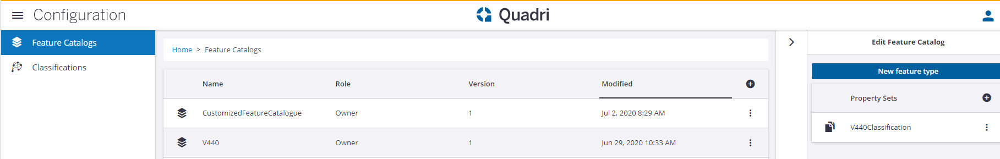 Configuration
Quadri
Feature Catalogs
Classifications
Home > Feature Catalogs
Name Role Version Modified
CustomizedFeatureCatalogue Owner 1 Jul 2, 2020 8:29 AM
V440 Owner 1 Jun 29, 2020 10:33 AM
Edit Feature Catalog
New feature type
Property Sets
V440Classification